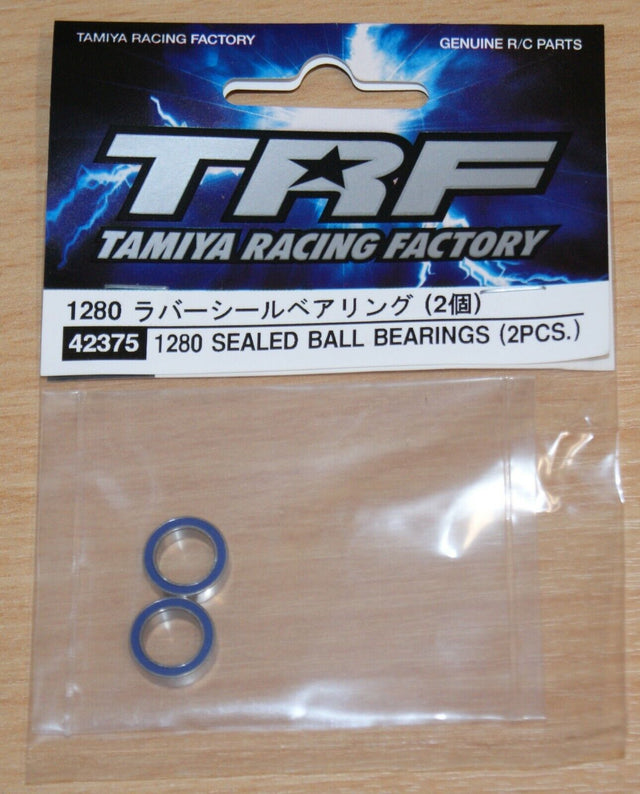 TAMIYA RACING FACTORY
GENUINE R/C PARTS
TRF
TAMIYA RACING FACTORY
1280 ラバーシールベアリング (2個)
42375 1280 SEALED BALL BEARINGS (2PCS.)